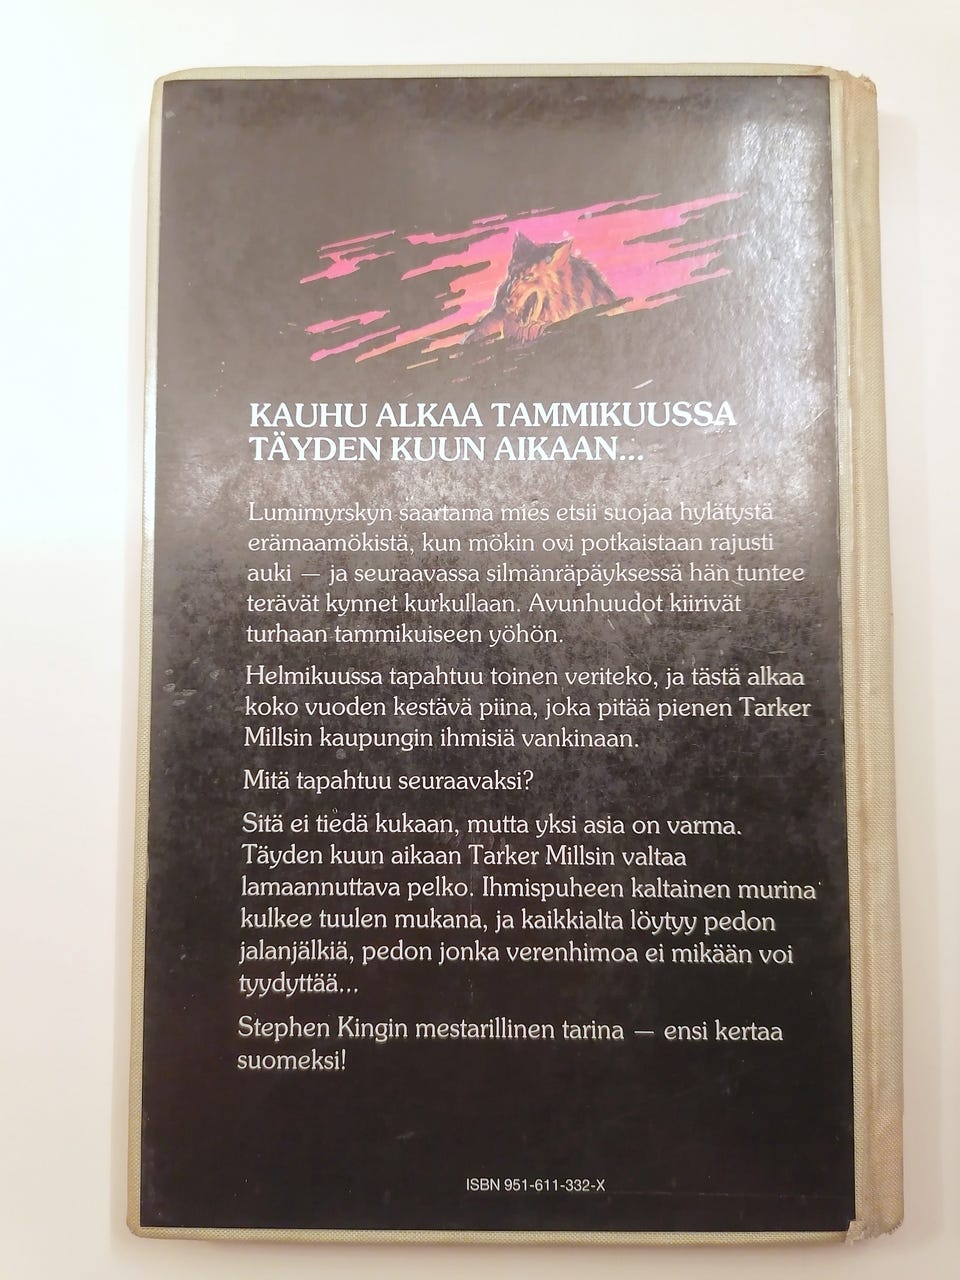 KAUHU ALKAA TAMMIKUUSSA
TÄYDEN KUUN AIKAAN...
Lumimyrskyn saartama mies etsii suojaa hylätystä
erämaamökistä, kun mökin ovi potkaistaan rajusti
auki — ja seuraavassa silmänräpäyksessä hän tuntee
terävät kynnet kurkullaan. Avunhuudot kiirivät
turhaan tammikuiseen yöhön.
Helmikuussa tapahtuu toinen veriteko, ja tästä alkaa
koko vuoden kestävä piina, joka pitää pienen Tarker
Millsin kaupungin ihmisiä vankinaan.
Mitä tapahtuu seuraavaksi?
Sitä ei tiedä kukaan, mutta yksi asia on varma.
Täyden kuun aikaan Tarker Millsin valtaa
lamaannuttava pelko. Ihmispuheen kaltainen murina
kulkee tuulen mukana, ja kaikkialta löytyy pedon
jalanjälkiä, pedon jonka verenhimoa ei mikään voi
tyydyttää...
Stephen Kingin mestarillinen tarina — ensi kertaa
suomeksi!
ISBN 951-611-332-X